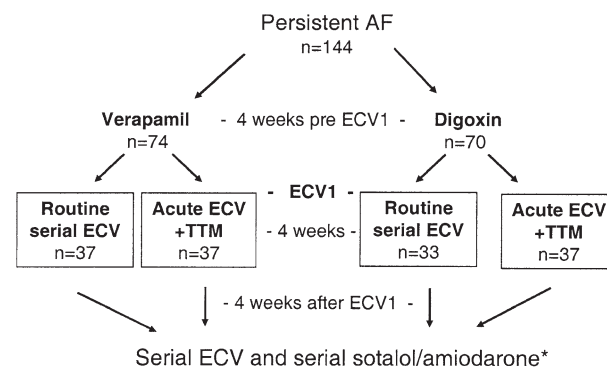 Persistent AF
n=144
Verapamil - 4 weeks pre ECV1 - Digoxin
n=74 n=70
- ECV1 -
Routine Acute ECV Routine Acute ECV
serial ECV +TTM - 4 weeks - serial ECV +TTM
n=37 n=37 n=33 n=37
- 4 weeks after ECV1 -
Serial ECV and serial sotalol/amiodarone*